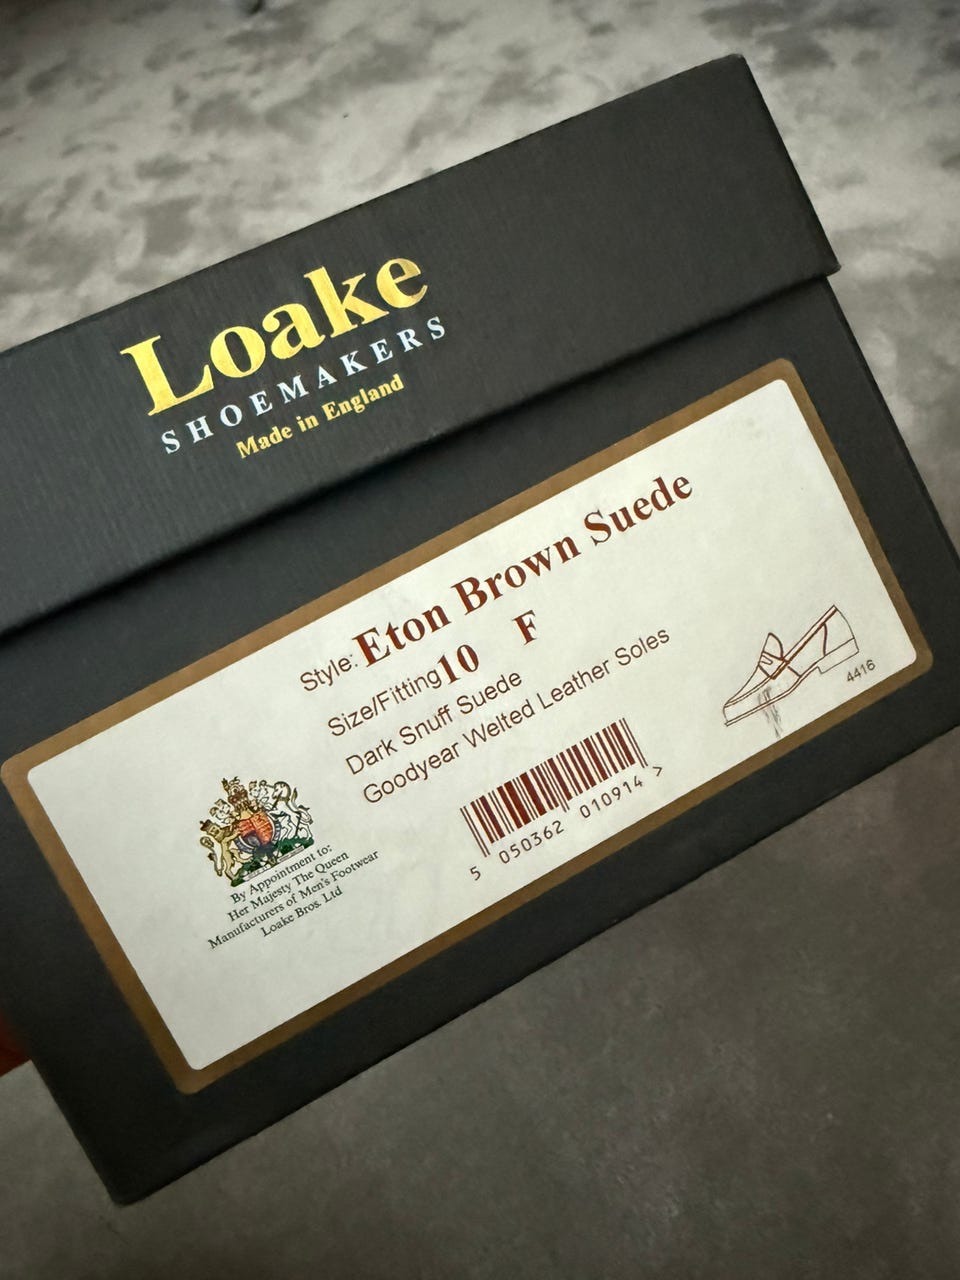 Loake
SHOEMAKERS
Made in England
Style: Eton Brown Suede
Size/Fitting 10 F
Dark Snuff Suede
Goodyear Welted Leather Soles
5 050362 010914 >
4416
By Appointment to:
Her Majesty The Queen
Manufacturers of Men's Footwear
Loake Bros. Ltd